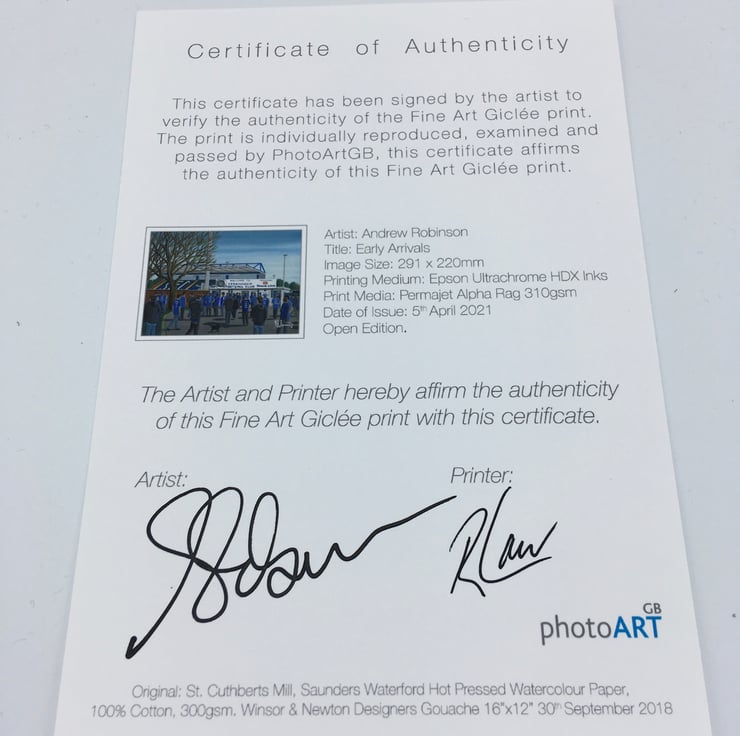 Certificate of Authenticity
This certificate has been signed by the artist to
verify the authenticity of the Fine Art Giclée print.
The print is individually reproduced, examined and
passed by PhotoArtGB, this certificate affirms
the authenticity of this Fine Art Giclée print.
Artist: Andrew Robinson
Title: Early Arrivals
Image Size: 291 x 220mm
Printing Medium: Epson Ultrachrome HDX Inks
Print Media: Permajet Alpha Rag 310gsm
Date of Issue: 5th April 2021
Open Edition.
The Artist and Printer hereby affirm the authenticity
of this Fine Art Giclée print with this certificate.
Artist:
Printer:
photoARTGB
Original: St. Cuthberts Mill, Saunders Waterford Hot Pressed Watercolour Paper,
100% Cotton, 300gsm. Winsor & Newton Designers Gouache 16"x12" 30th September 2018